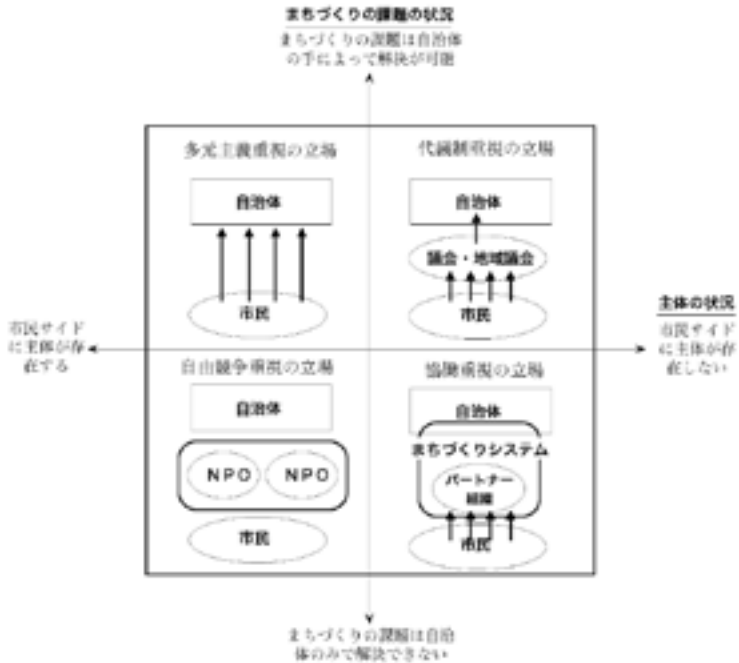 まちづくりの課題の状況
まちづくりの課題は自治体
の手によって解決が可能
多元主義重視の立場
代議制重視の立場
自治体
自治体
議会・地域議会
市民
市民
主体の状況
市民サイド
に主体が存
在する
市民サイド
に主体が存
在しない
自由競争重視の立場
協働重視の立場
自治体
自治体
まちづくりシステム
NPO
NPO
パートナー
組織
市民
市民
まちづくりの課題は自治
体のみで解決できない